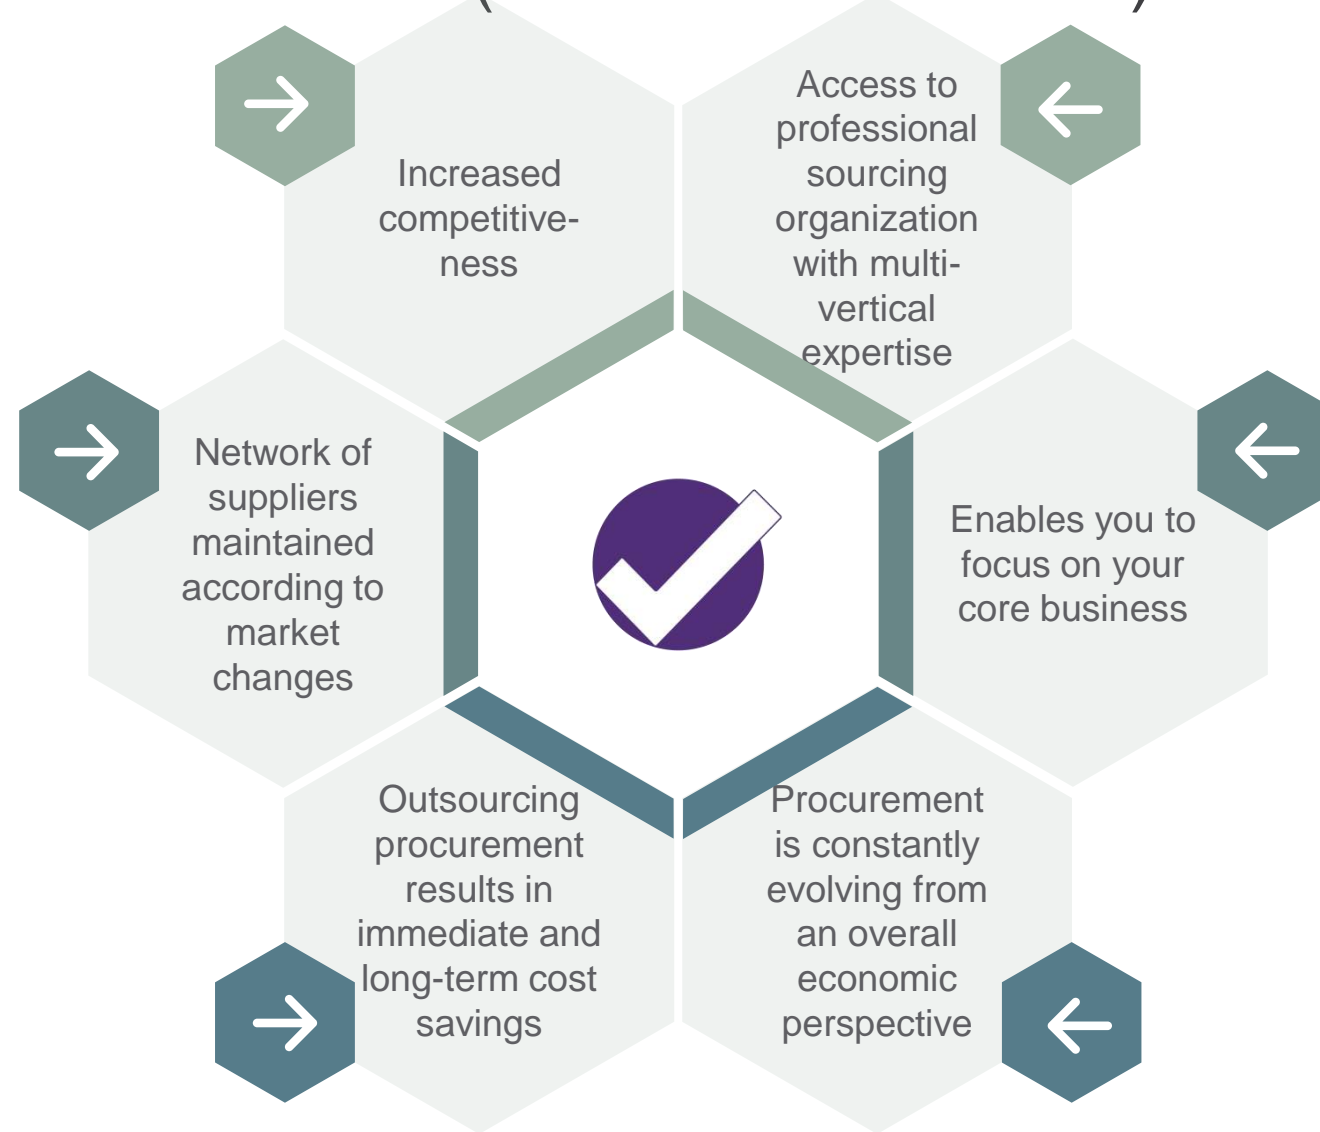 (
)
Increased
competitive-
ness
Access to
professional
sourcing
organization
with multi-
vertical
expertise
Network of
suppliers
maintained
according to
market
changes
Enables you to
focus on your
core business
Outsourcing
procurement
results in
immediate and
long-term cost
savings
Procurement
is constantly
evolving from
an overall
economic
perspective